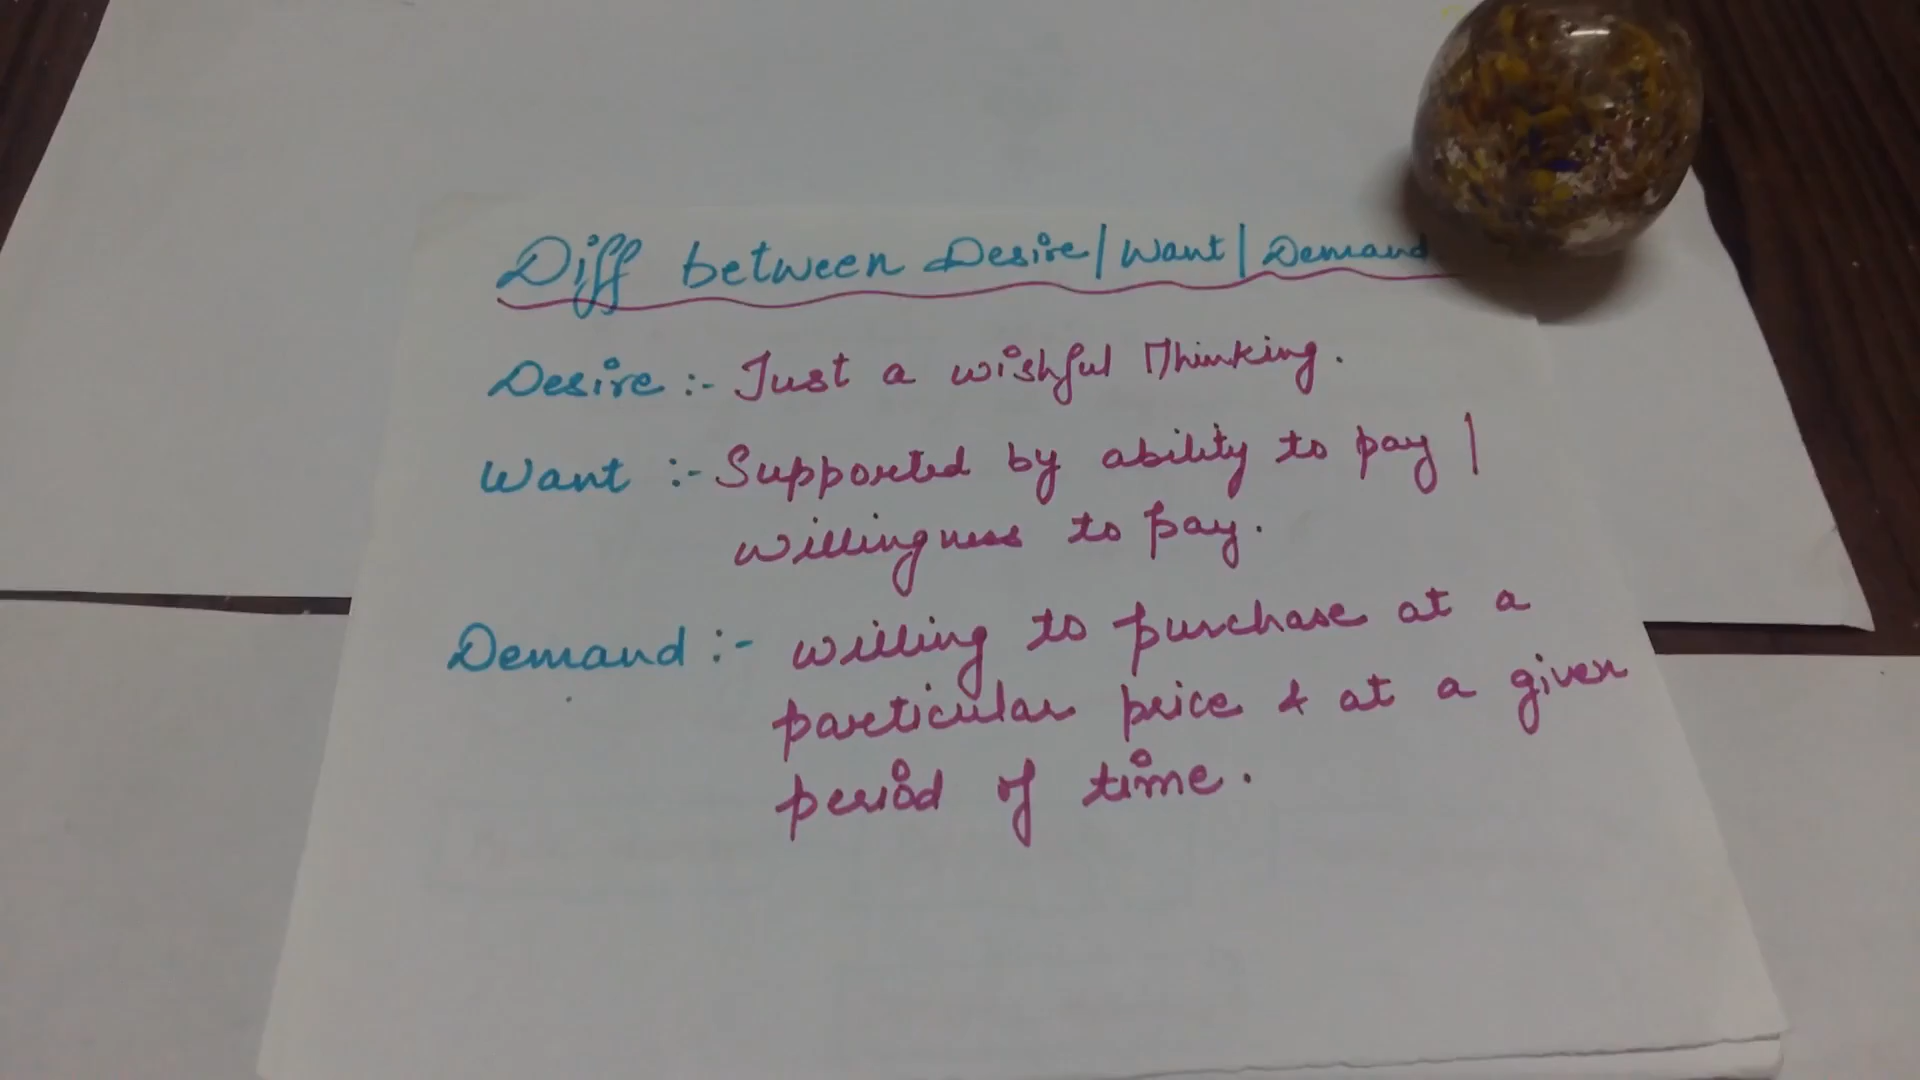 Diff between Desire/Want/Demand
Desire :- Just a wishful Thinking.
Want :- Supported by ability to pay /
willingness to pay.
Demand :- willing to purchase at a
particular price & at a given
period of time.